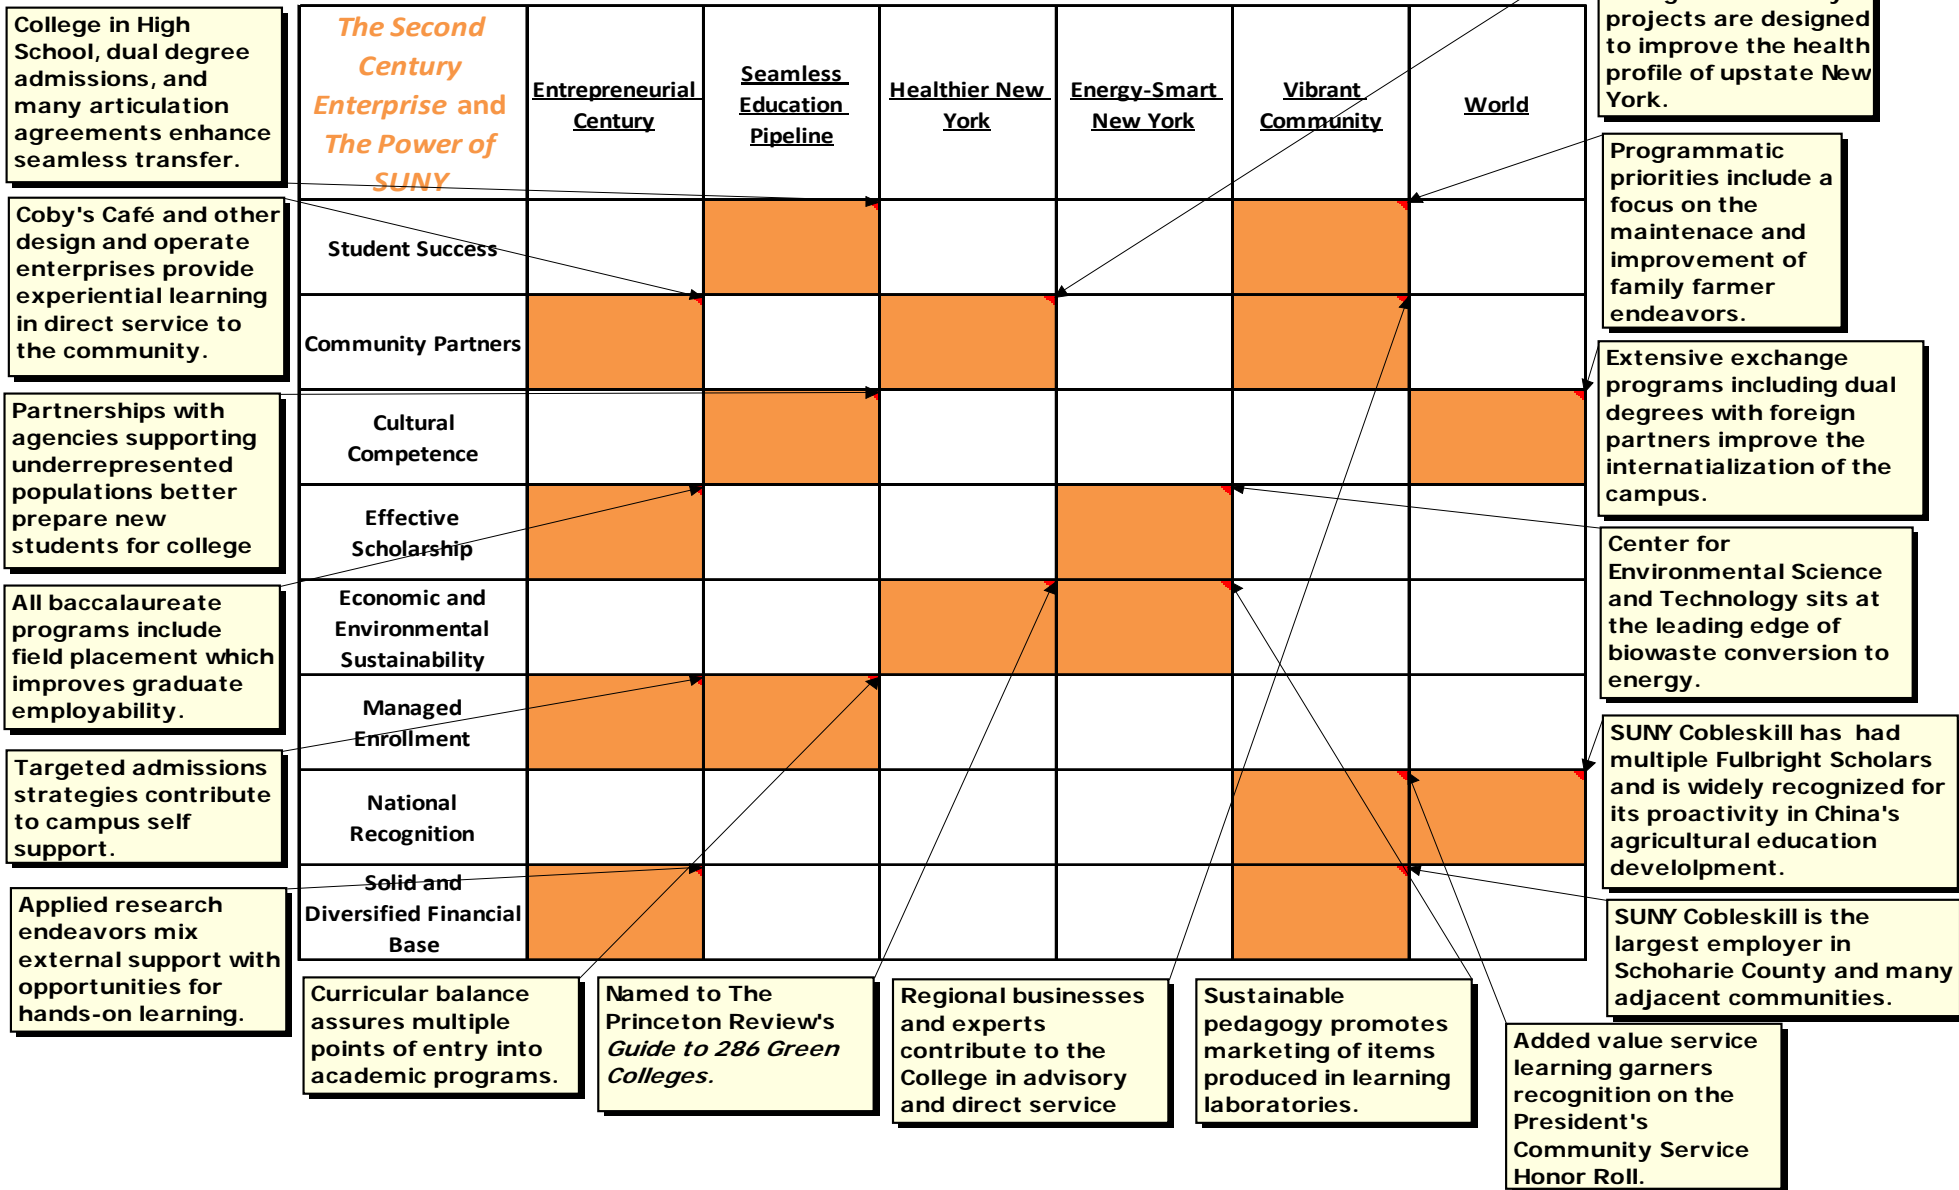 College in High
School, dual degree
admissions, and
many articulation
agreements enhance
seamless transfer.
Coby's Café and other
design and operate
enterprises provide
experiential learning
in direct service to
the community.
Partnerships with
agencies supporting
underrepresented
populations better
prepare new
students for college
All baccalaureate
programs include
field placement which
improves graduate
employability.
Targeted admissions
strategies contribute
to campus self
support.
Applied research
endeavors mix
external support with
opportunities for
hands-on learning.
The Second
Century
Enterprise and
The Power of
SUNY
Entrepreneurial
Century
Seamless
Education
Pipeline
Healthier New
York
Energy-Smart
New York
Vibrant
Community
World
Student Success
Community Partners
Cultural
Competence
Effective
Scholarship
Economic and
Environmental
Sustainability
Managed
Enrollment
National
Recognition
Solid and
Diversified Financial
Base
projects are designed
to improve the health
profile of upstate New
York.
Programmatic
priorities include a
focus on the
maintenace and
improvement of
family farmer
endeavors.
Extensive exchange
programs including dual
degrees with foreign
partners improve the
internatialization of the
campus.
Center for
Environmental Science
and Technology sits at
the leading edge of
biowaste conversion to
energy.
SUNY Cobleskill has had
multiple Fulbright Scholars
and is widely recognized for
its proactivity in China's
agricultural education
develolpment.
SUNY Cobleskill is the
largest employer in
Schoharie County and many
adjacent communities.
Curricular balance
assures multiple
points of entry into
academic programs.
Named to The
Princeton Review's
Guide to 286 Green
Colleges.
Regional businesses
and experts
contribute to the
College in advisory
and direct service
Sustainable
pedagogy promotes
marketing of items
produced in learning
laboratories.
Added value service
learning garners
recognition on the
President's
Community Service
Honor Roll.